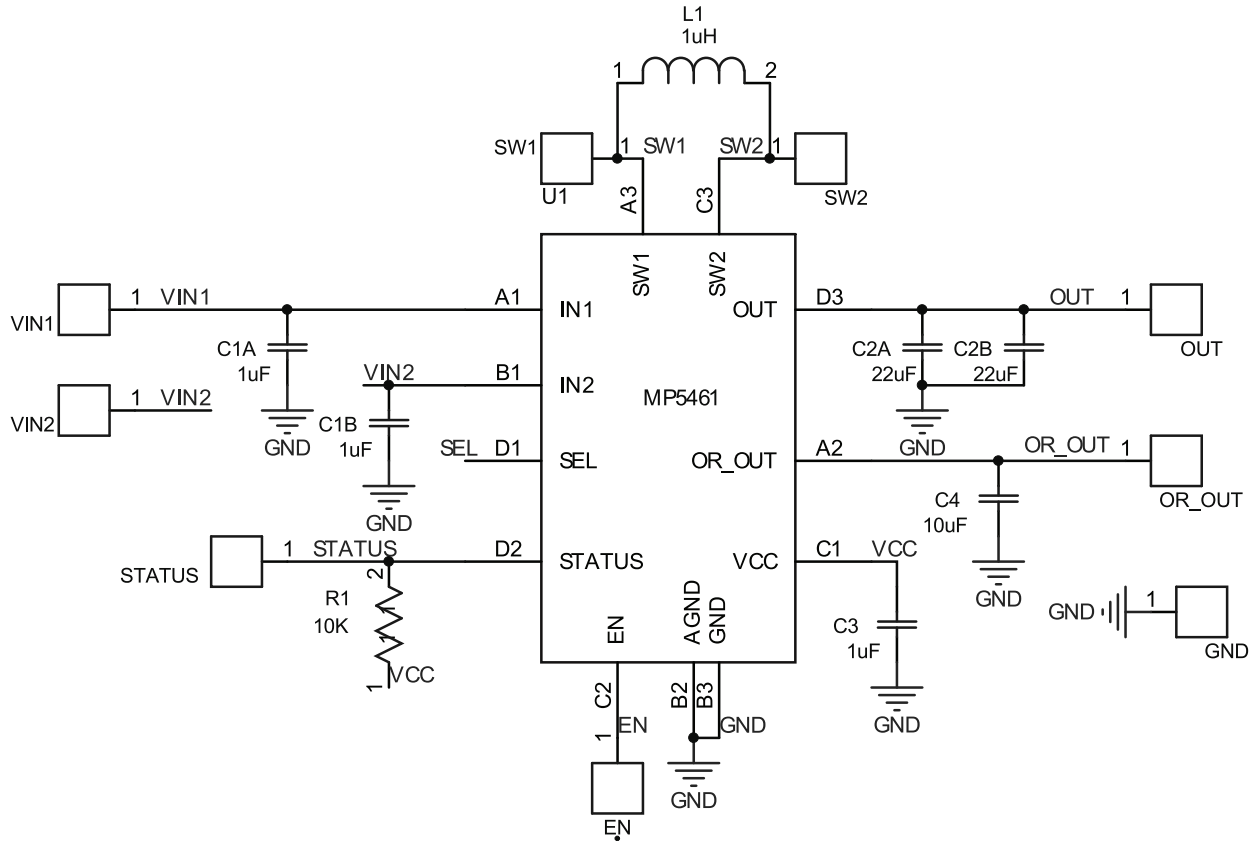 L1
1uH
1
2
SW1
1
SW1
SW2
1
U1
A3
C3
SW2
SW1
SW2
VIN1
1
VIN1
A1
IN1
OUT
D3
OUT
1
OUT
C1A
1uF
C2A
22uF
C2B
22uF
VIN2
1
VIN2
GND
VIN2
B1
IN2
MP5461
C1B
1uF
GND
SEL
D1
SEL
OR_OUT
A2
OR_OUT
1
OR_OUT
GND
C4
10uF
STATUS
1
STATUS
D2
STATUS
VCC
C1
VCC
GND
2
R1
10K
1
1
1
VCC
EN
AGND
GND
C3
1uF
GND
GND
1
GND
C2
B2
B3
1
EN
GND
GND
EN